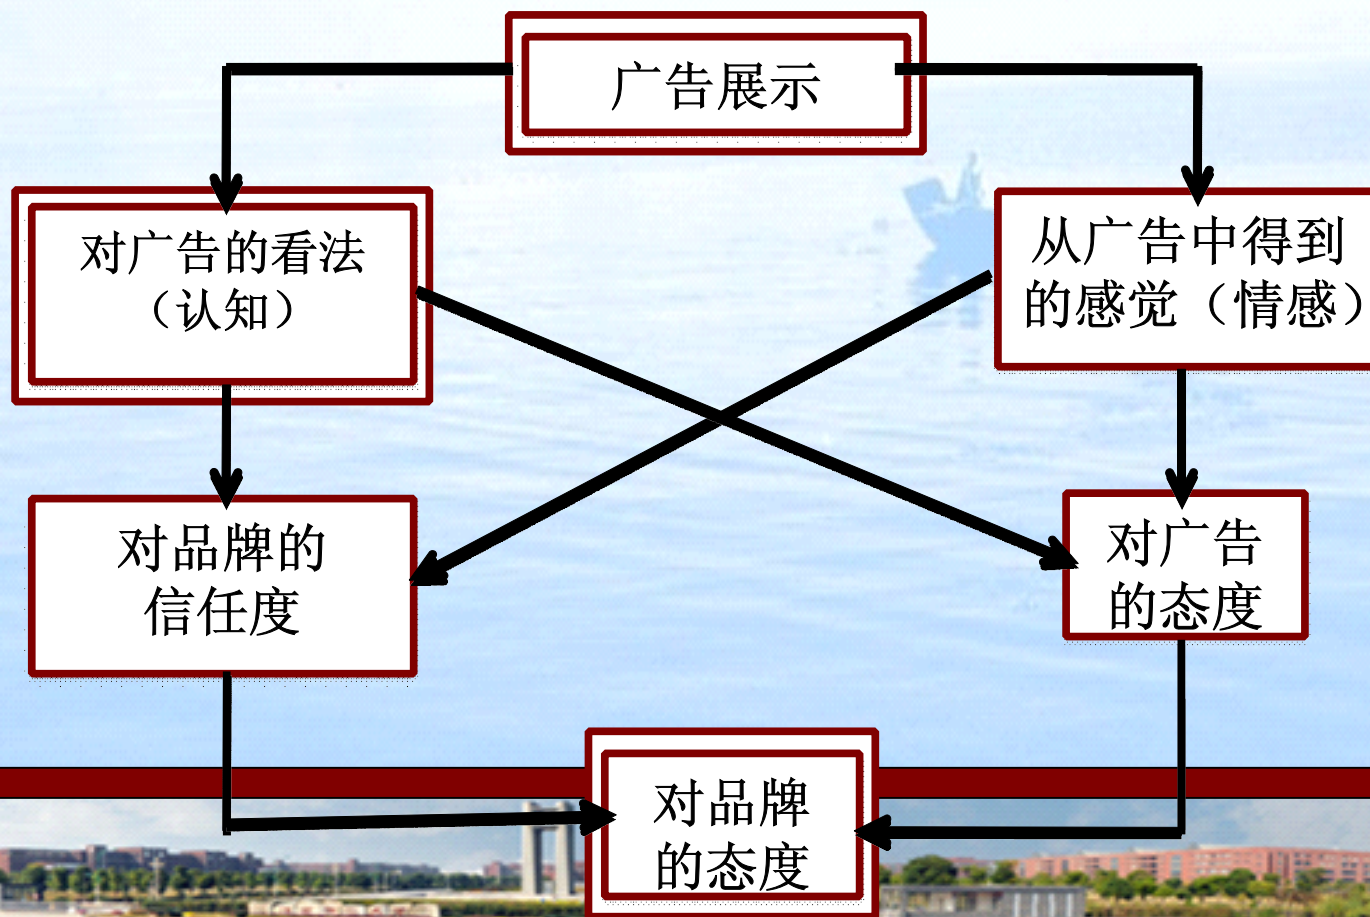 广告展示
对广告的看法
（认知）
从广告中得到
的感觉（情感）
对品牌的
信任度
对广告
的态度
对品牌
的态度